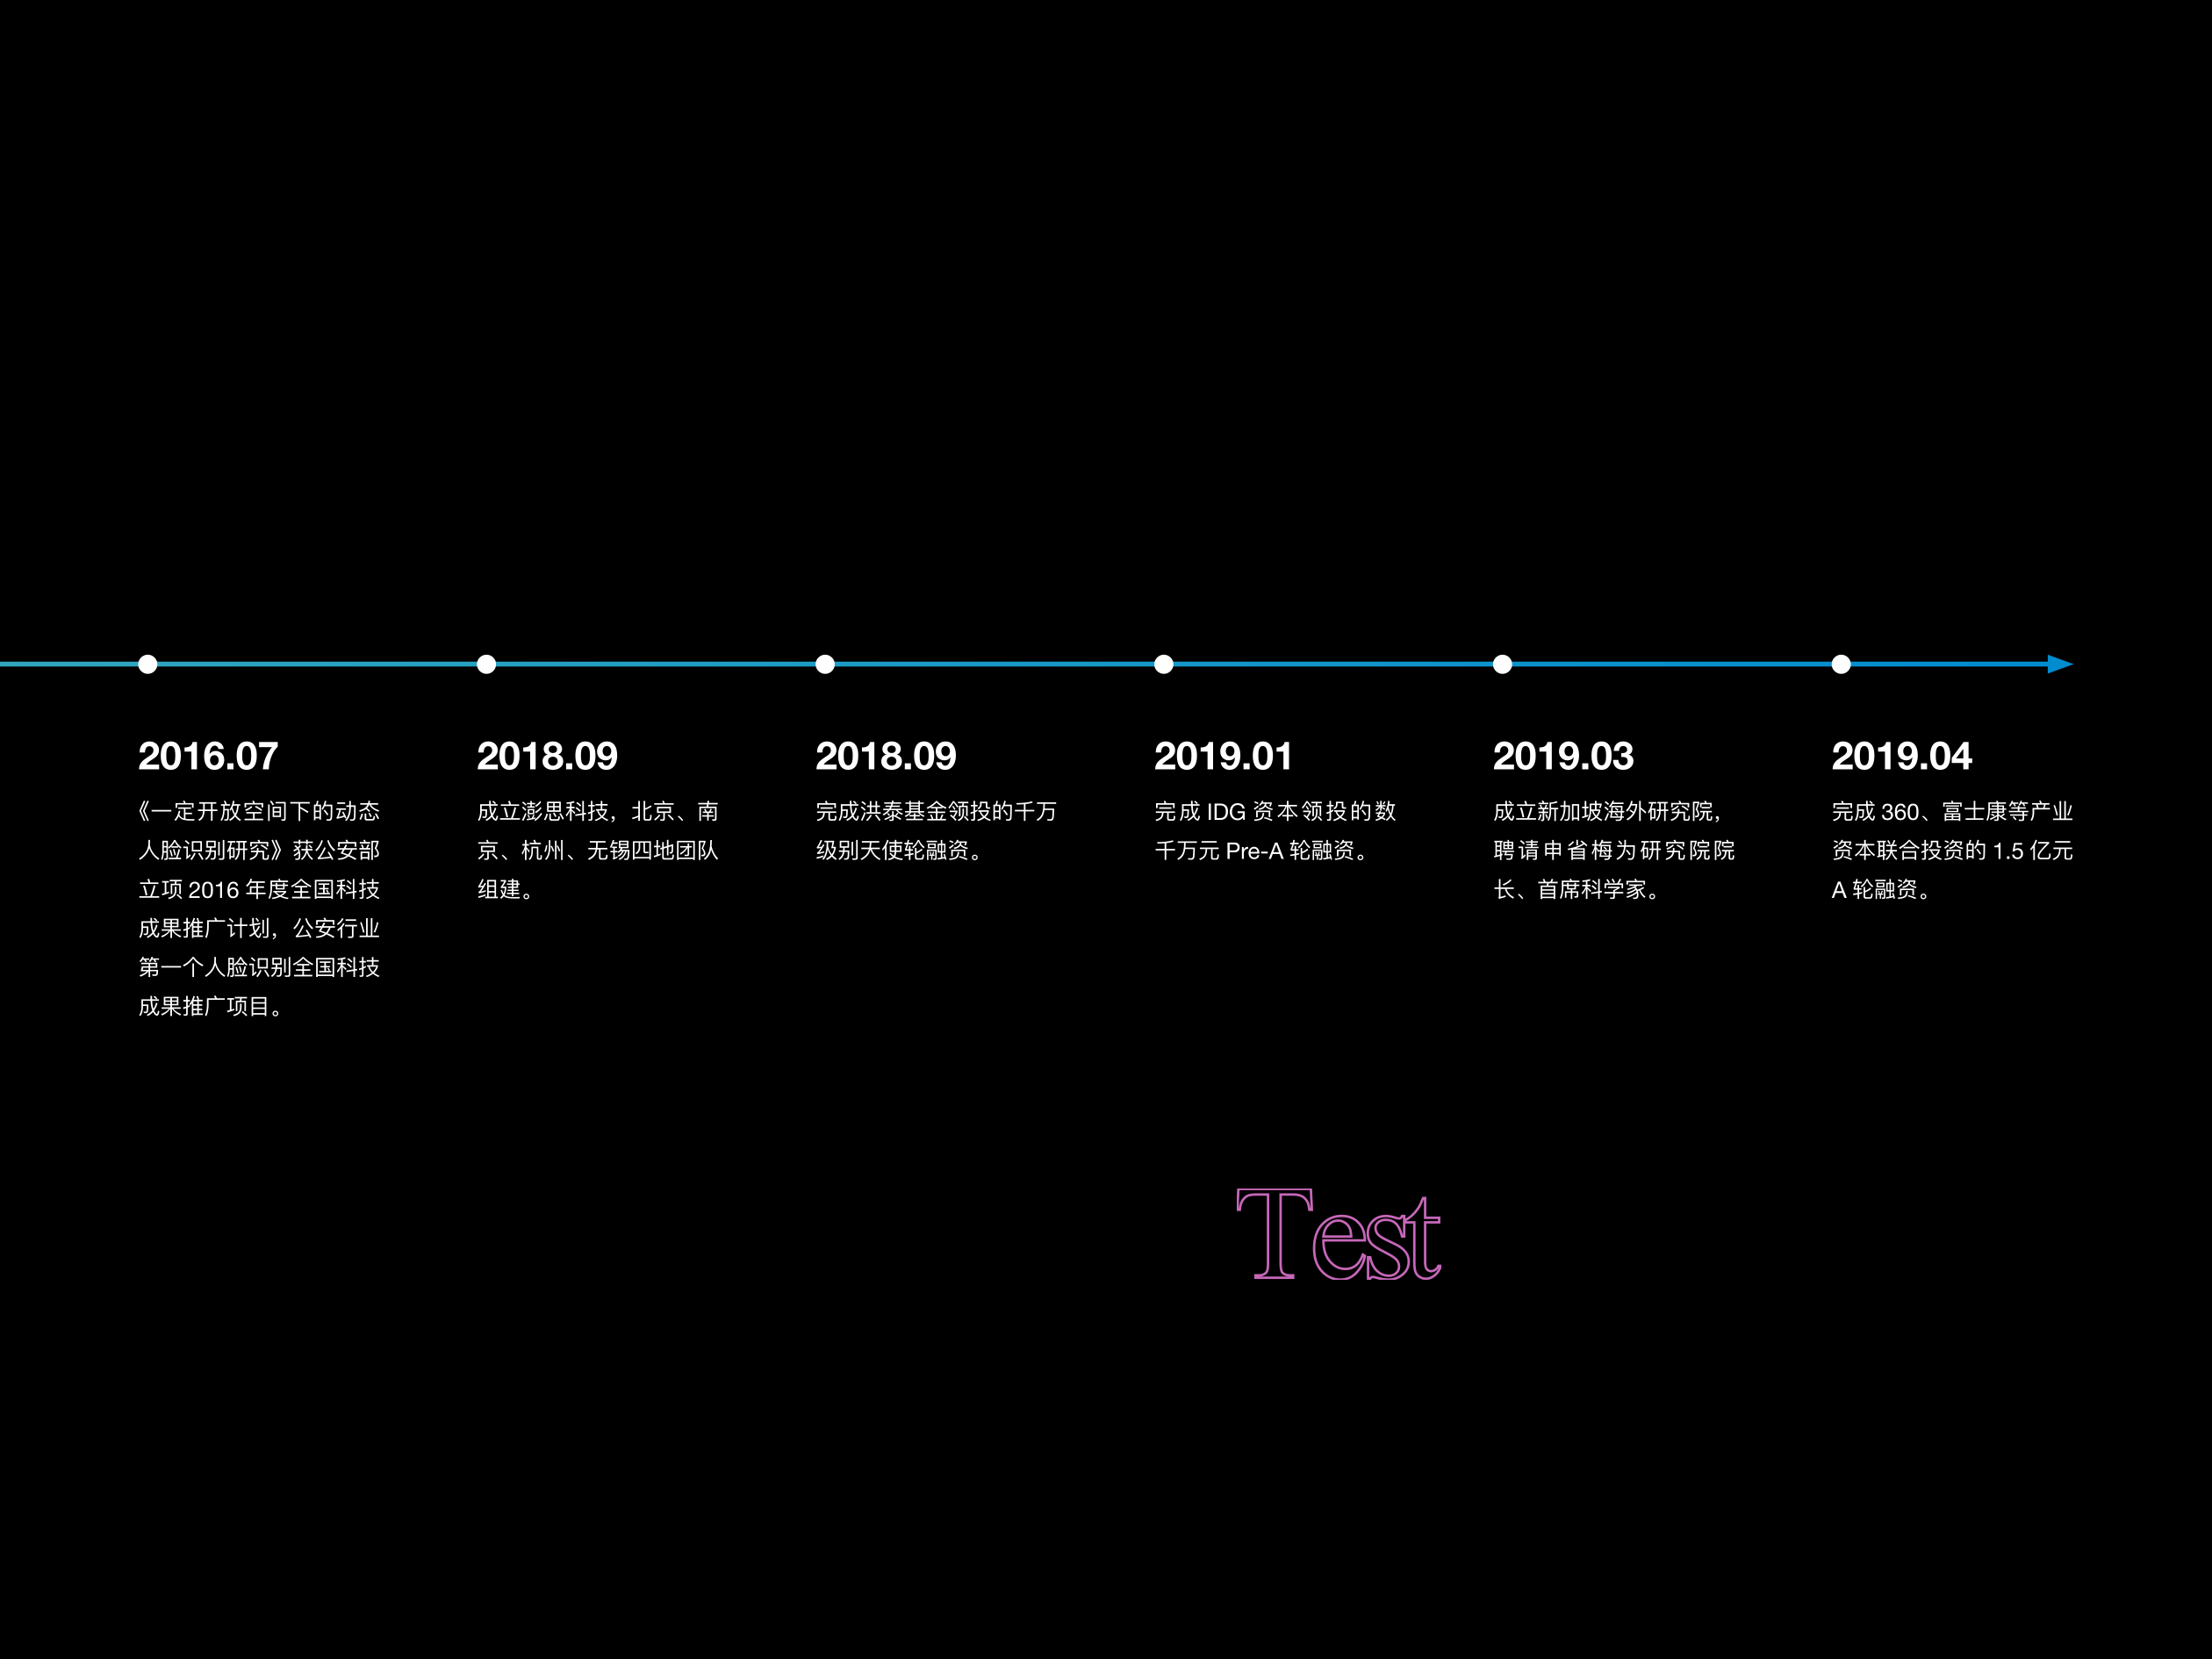 2016.07
《一定开放空间下的动态
人脸识别研究》获公安部
立项 2016 年度全国科技
成果推广计划，公安行业
第一个人脸识别全国科技
成果推广项目。
2018.09
成立澎思科技，北京、南
京、杭州、无锡四地团队
组建。
2018.09
完成洪泰基金领投的千万
级别天使轮融资。
2019.01
完成 IDG 资本领投的数
千万元 Pre-A 轮融资。
2019.03
成立新加坡海外研究院，
聘请申省梅为研究院院
长、首席科学家。
2019.04
完成 360、富士康等产业
资本联合投资的 1.5 亿元
A 轮融资。
Test